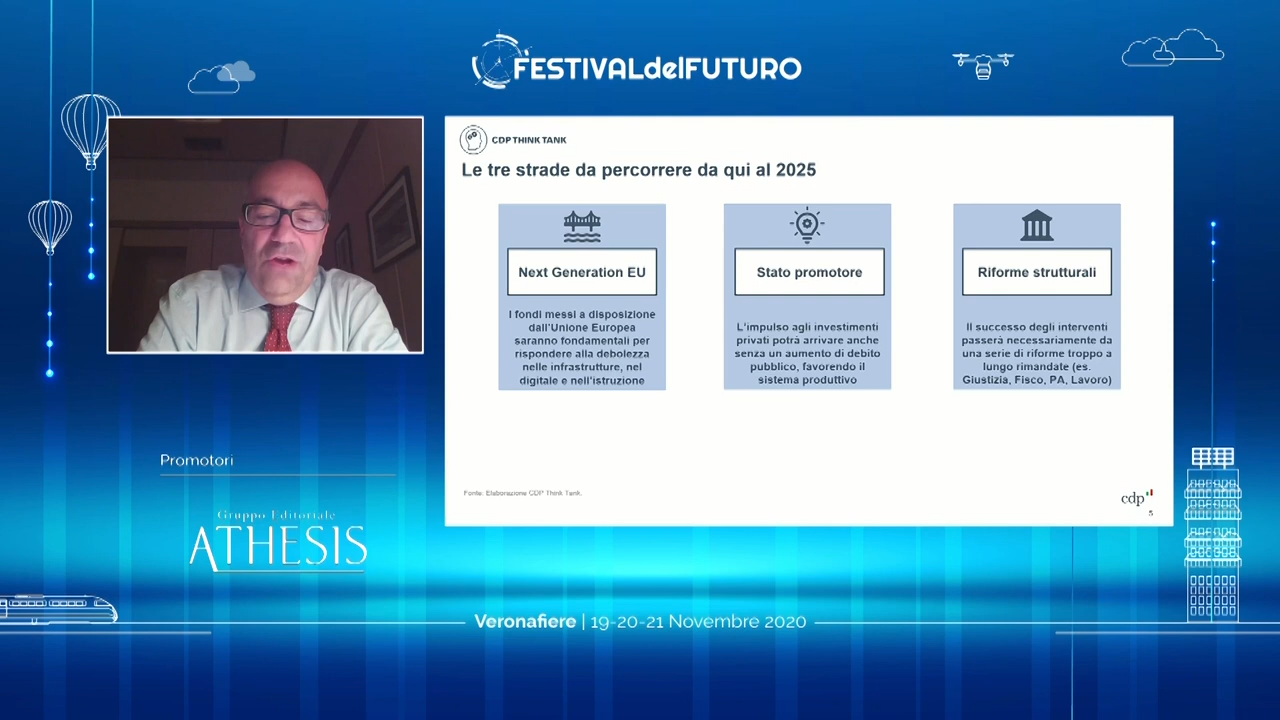 FESTIVALdelFUTURO
CDP THINK TANK
Le tre strade da percorrere da qui al 2025
Next Generation EU
I fondi messi a disposizione
dall'Unione Europea
saranno fondamentali per
rispondere alla debolezza
nelle infrastrutture, nel
digitale e nell'istruzione
Stato promotore
L'impulso agli investimenti
privati potrà arrivare anche
senza un aumento di debito
pubblico, favorendo il
sistema produttivo
Riforme strutturali
Il successo degli interventi
passerà necessariamente da
una serie di riforme troppo a
lungo rimandate (es.
Giustizia, Fisco, PA, Lavoro)
Fonte: Elaborazione CDP Think Tank.
cdp
5
Promotori
Gruppo Editoriale
ATHESIS
Veronafiere | 19-20-21 Novembre 2020